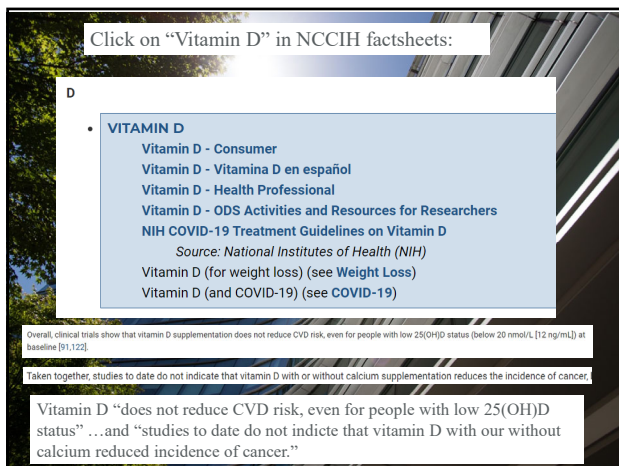 Click on “Vitamin D” in NCCIH factsheets:
D
• VITAMIN D
Vitamin D - Consumer
Vitamin D - Vitamina D en español
Vitamin D - Health Professional
Vitamin D - ODS Activities and Resources for Researchers
NIH COVID-19 Treatment Guidelines on Vitamin D
Source: National Institutes of Health (NIH)
Vitamin D (for weight loss) (see Weight Loss)
Vitamin D (and COVID-19) (see COVID-19)
Overall, clinical trials show that vitamin D supplementation does not reduce CVD risk, even for people with low 25(OH)D status (below 20 nmol/L [12 ng/mL]) at
baseline [91,122].
Taken together, studies to date do not indicate that vitamin D with or without calcium supplementation reduces the incidence of cancer,
Vitamin D “does not reduce CVD risk, even for people with low 25(OH)D
status” …and “studies to date do not indicte that vitamin D with our without
calcium reduced incidence of cancer.”